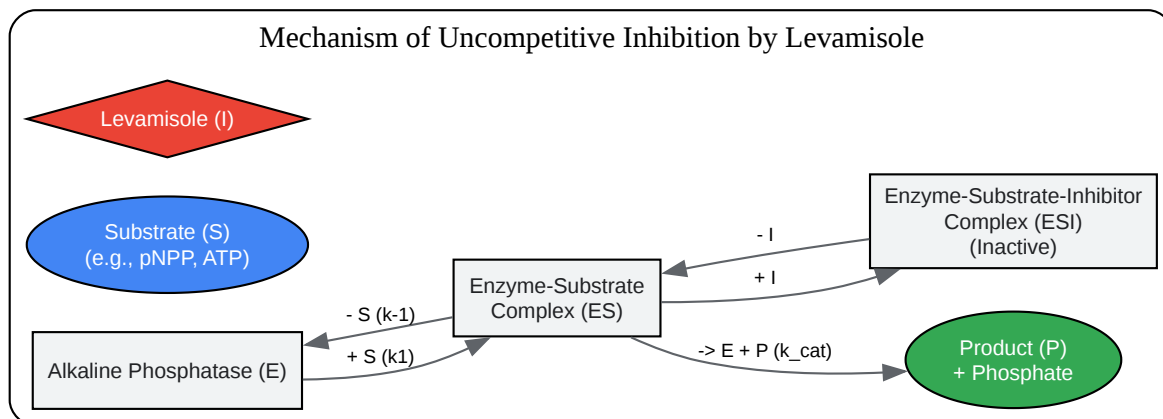 Mechanism of Uncompetitive Inhibition by Levamisole
Levamisole (I)
Substrate (S)
(e.g., pNPP, ATP)
Enzyme-Substrate-Inhibitor
Complex (ESI)
(Inactive)
- I
+ I
Enzyme-Substrate
Complex (ES)
- S (k-1)
+ S (k1)
-> E + P (k_cat)
Alkaline Phosphatase (E)
Product (P)
+ Phosphate